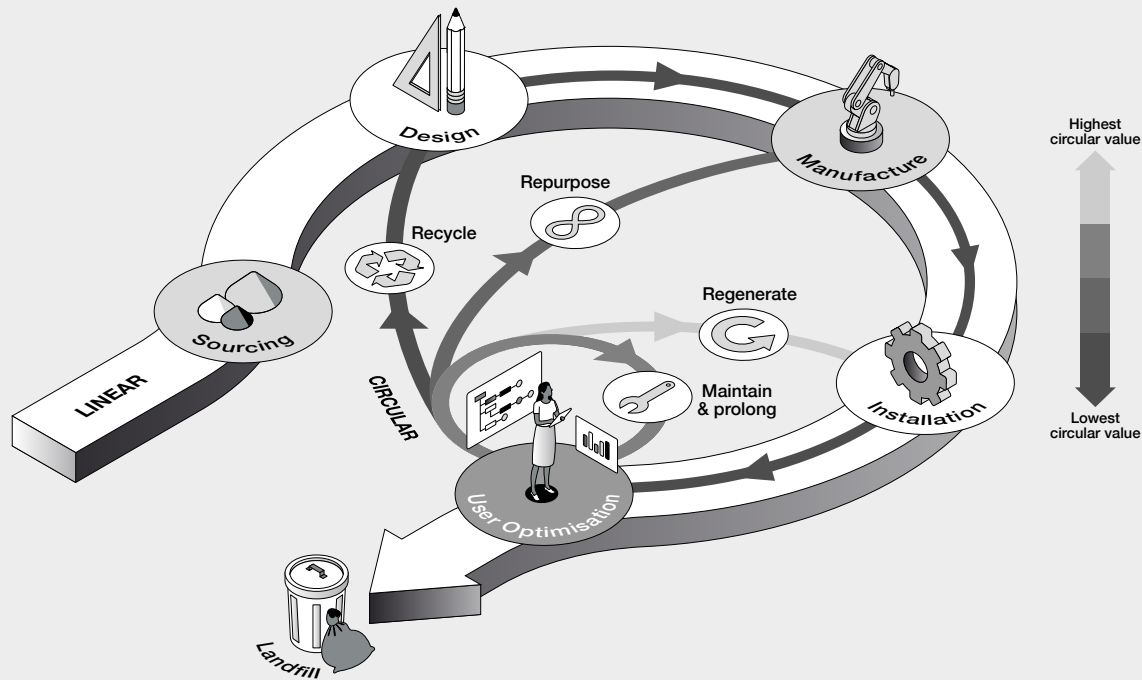 Design
Manufacture
Highest
circular value
Repurpose
Recycle
Regenerate
Sourcing
LINEAR
CIRCULAR
Maintain
& prolong
Installation
Lowest
circular value
User Optimisation
Landfill